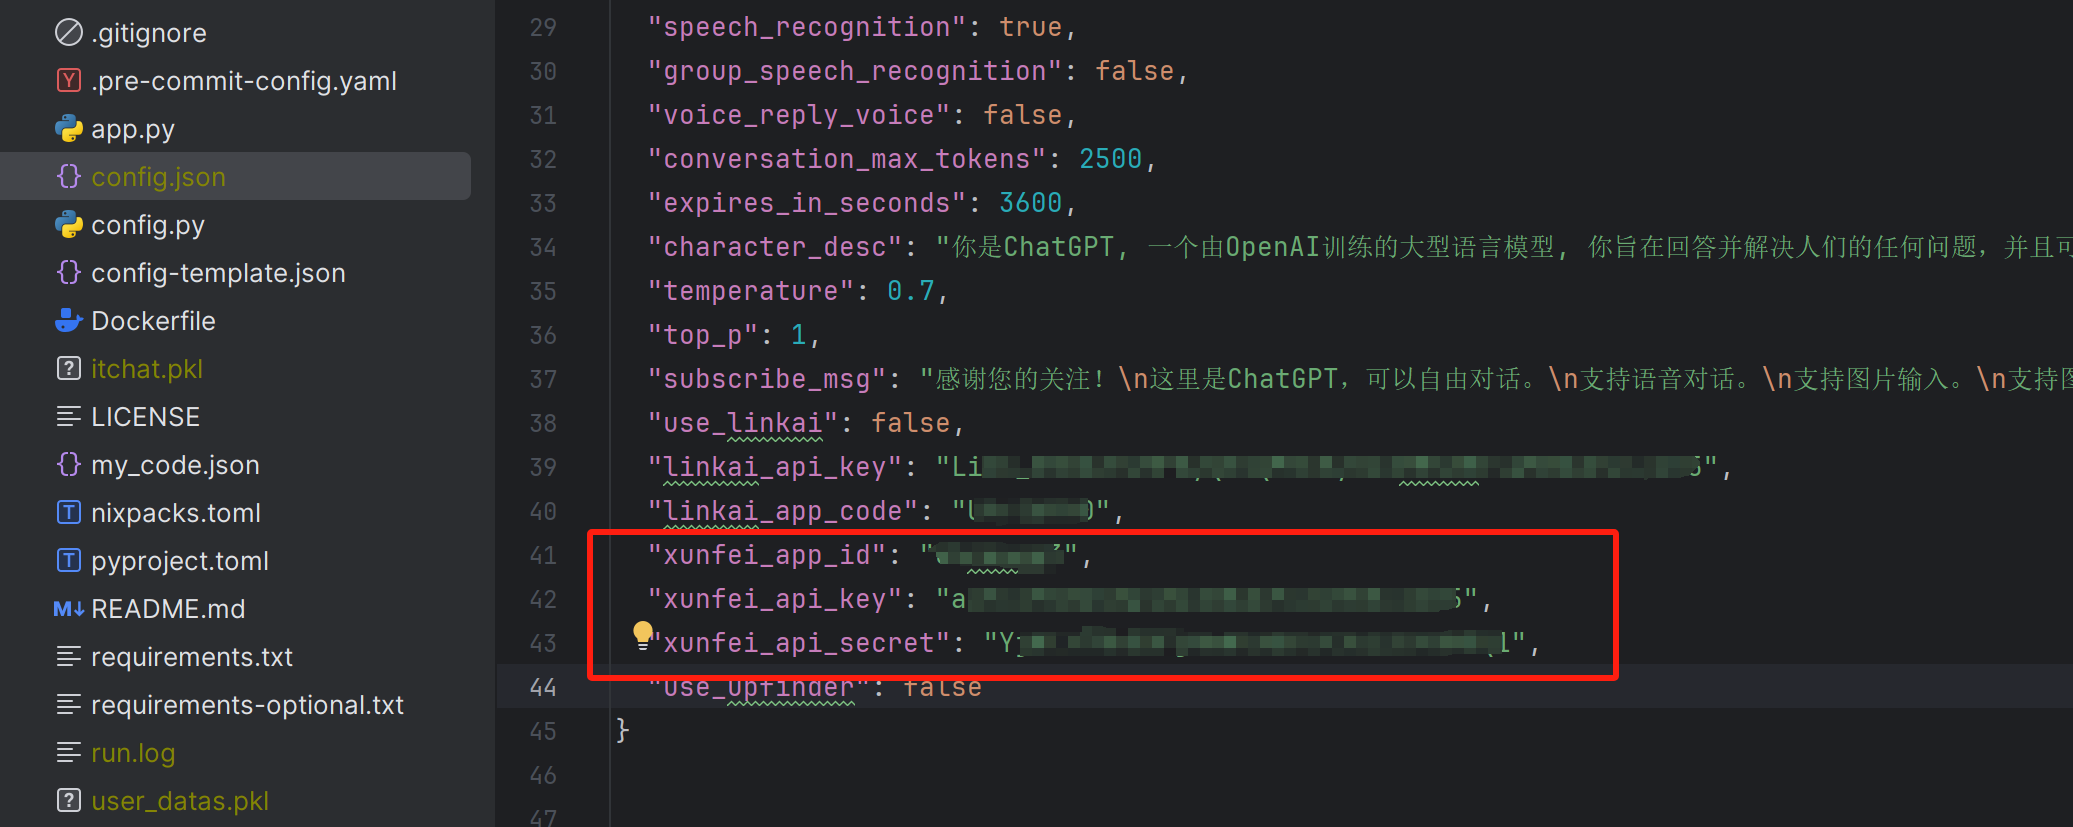 .gitignore
.pre-commit-config.yaml
app.py
config.json
config.py
config-template.json
Dockerfile
itchat.pkl
LICENSE
my_code.json
nixpacks.toml
pyproject.toml
README.md
requirements.txt
requirements-optional.txt
run.log
user_datas.pkl
29 "speech_recognition": true,
30 "group_speech_recognition": false,
31 "voice_reply_voice": false,
32 "conversation_max_tokens": 2500,
33 "expires_in_seconds": 3600,
34 "character_desc": "你是ChatGPT, 一个由OpenAI训练的大型语言模型, 你旨在回答并解决人们的任何问题，并且可
35 "temperature": 0.7,
36 "top_p": 1,
37 "subscribe_msg": "感谢您的关注！\n这里是ChatGPT，可以自由对话。\n支持语音对话。\n支持图片输入。\n支持图
38 "use_linkai": false,
39 "linkai_api_key":
40 "linkai_app_code":
41 "xunfei_app_id":
42 "xunfei_api_key":
43 "xunfei_api_secret":
44 "use_upfinder": false
45 }
46
47